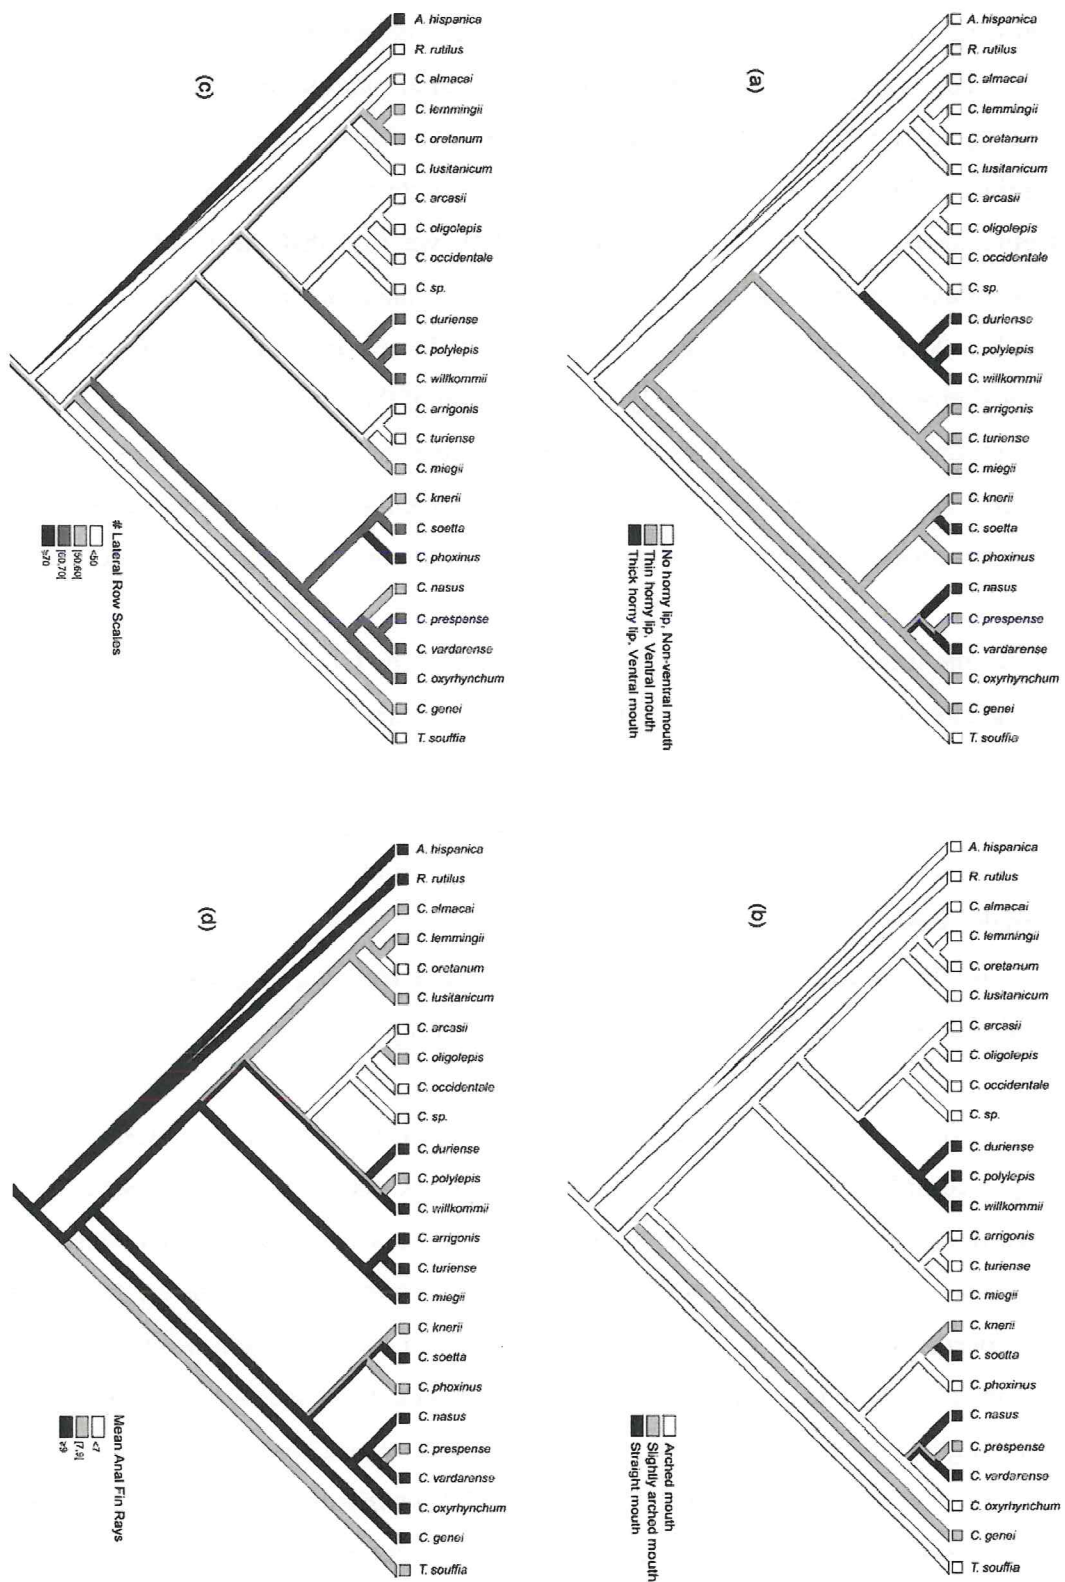 A. hispanica
R. rutilus
C. almacai
C. lemmingii
C. oretanum
C. lusitanicum
C. arcasii
C. oligolepis
C. occidentale
C. sp.
C. duriense
C. polylepis
C. willkommii
C. arrigonis
C. turiense
C. miegii
C. knerii
C. soetta
C. phoxinus
C. nasus
C. prespense
C. vardarense
C. oxyrhynchum
C. genei
T. souffia
(a)
No horny lip, Non-ventral mouth
Thin horny lip, Ventral mouth
Thick horny lip, Ventral mouth
A. hispanica
R. rutilus
C. almacai
C. lemmingii
C. oretanum
C. lusitanicum
C. arcasii
C. oligolepis
C. occidentale
C. sp.
C. duriense
C. polylepis
C. willkommii
C. arrigonis
C. turiense
C. miegii
C. knerii
C. soetta
C. phoxinus
C. nasus
C. prespense
C. vardarense
C. oxyrhynchum
C. genei
T. souffia
(b)
Arched mouth
Slightly arched mouth
Straight mouth
A. hispanica
R. rutilus
C. almacai
C. lemmingii
C. oretanum
C. lusitanicum
C. arcasii
C. oligolepis
C. occidentale
C. sp.
C. duriense
C. polylepis
C. willkommii
C. arrigonis
C. turiense
C. miegii
C. knerii
C. soetta
C. phoxinus
C. nasus
C. prespense
C. vardarense
C. oxyrhynchum
C. genei
T. souffia
(c)
# Lateral Row Scales
<50
[50,60[
[60,70[
≥70
A. hispanica
R. rutilus
C. almacai
C. lemmingii
C. oretanum
C. lusitanicum
C. arcasii
C. oligolepis
C. occidentale
C. sp.
C. duriense
C. polylepis
C. willkommii
C. arrigonis
C. turiense
C. miegii
C. knerii
C. soetta
C. phoxinus
C. nasus
C. prespense
C. vardarense
C. oxyrhynchum
C. genei
T. souffia
(d)
Mean Anal Fin Rays
<7
[7,9[
≥9